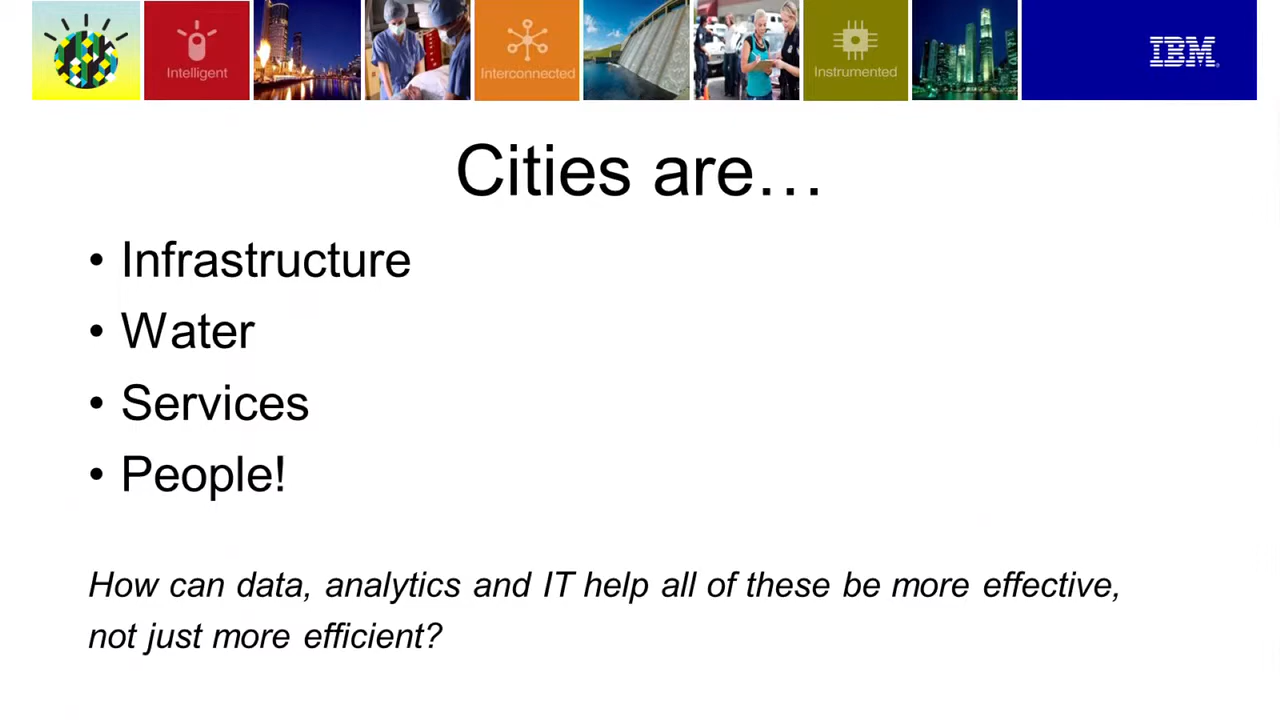 Intelligent
Interconnected
Instrumented
IBM
Cities are…
• Infrastructure
• Water
• Services
• People!
How can data, analytics and IT help all of these be more effective,
not just more efficient?